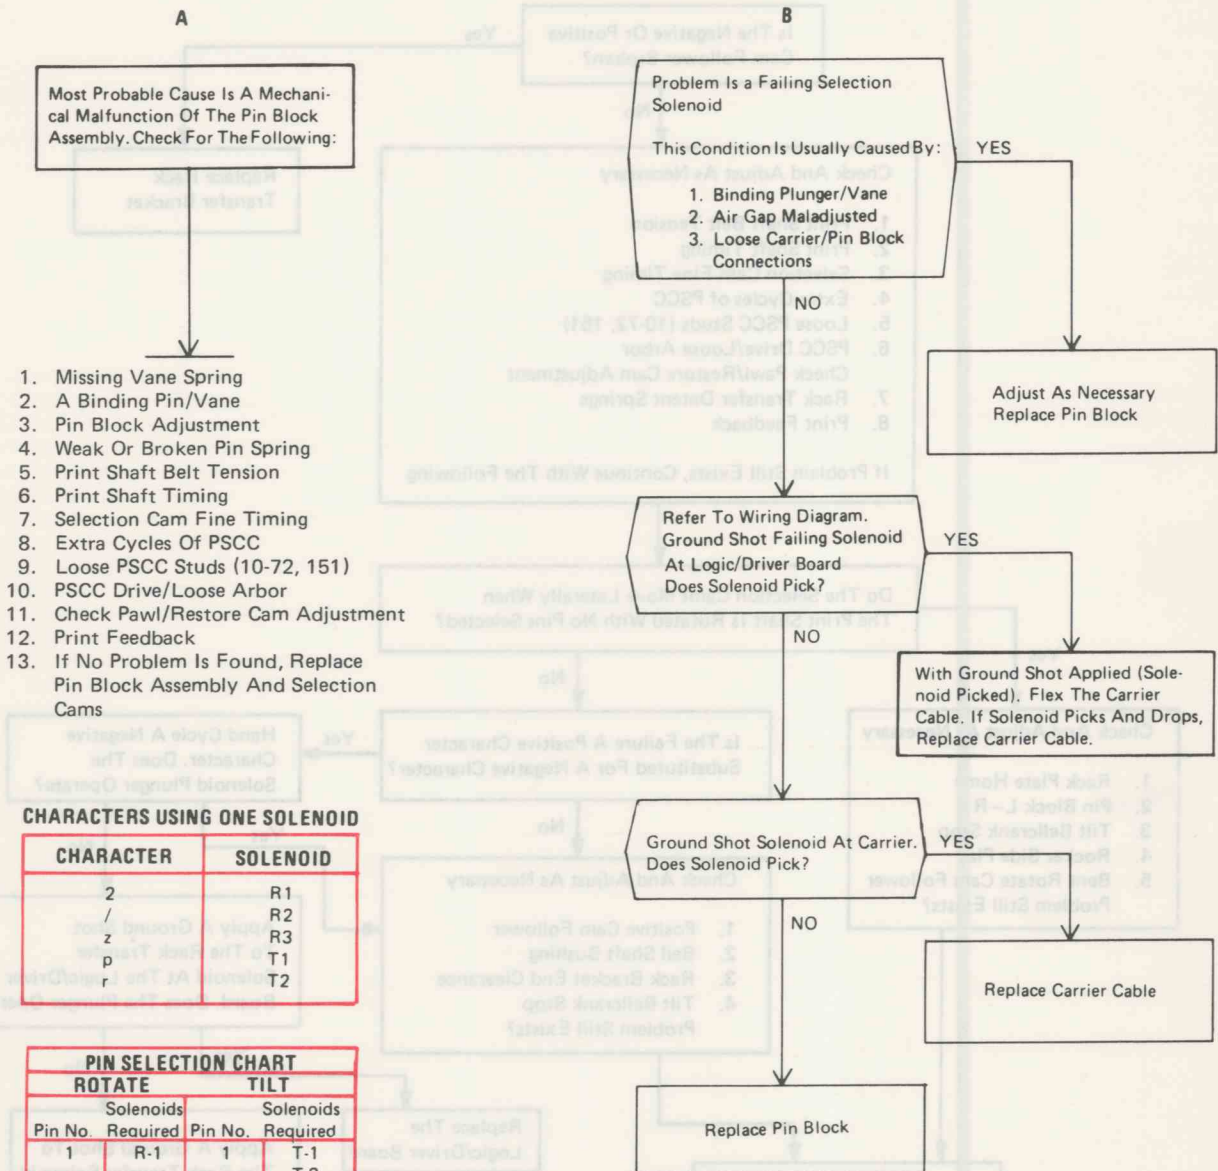 A
Most Probable Cause Is A Mechani-
cal Malfunction Of The Pin Block
Assembly. Check For The Following:
1. Missing Vane Spring
2. A Binding Pin/Vane
3. Pin Block Adjustment
4. Weak Or Broken Pin Spring
5. Print Shaft Belt Tension
6. Print Shaft Timing
7. Selection Cam Fine Timing
8. Extra Cycles Of PSCC
9. Loose PSCC Studs (10-72, 151)
10. PSCC Drive/Loose Arbor
11. Check Pawl/Restore Cam Adjustment
12. Print Feedback
13. If No Problem Is Found, Replace
Pin Block Assembly And Selection
Cams
CHARACTERS USING ONE SOLENOID
CHARACTER SOLENOID
2 R1
/ R2
z R3
p T1
r T2
PIN SELECTION CHART
ROTATE TILT
Solenoids Solenoids
Pin No. Required Pin No. Required
1 R-1 1 T-1
T-2
B
Problem Is a Failing Selection
Solenoid
This Condition Is Usually Caused By:
1. Binding Plunger/Vane
2. Air Gap Maladjusted
3. Loose Carrier/Pin Block
Connections
YES
NO
Adjust As Necessary
Replace Pin Block
Refer To Wiring Diagram.
Ground Shot Failing Solenoid
At Logic/Driver Board
Does Solenoid Pick?
YES
NO
With Ground Shot Applied (Sole-
noid Picked). Flex The Carrier
Cable. If Solenoid Picks And Drops,
Replace Carrier Cable.
Ground Shot Solenoid At Carrier.
Does Solenoid Pick?
YES
NO
Replace Carrier Cable
Replace Pin Block